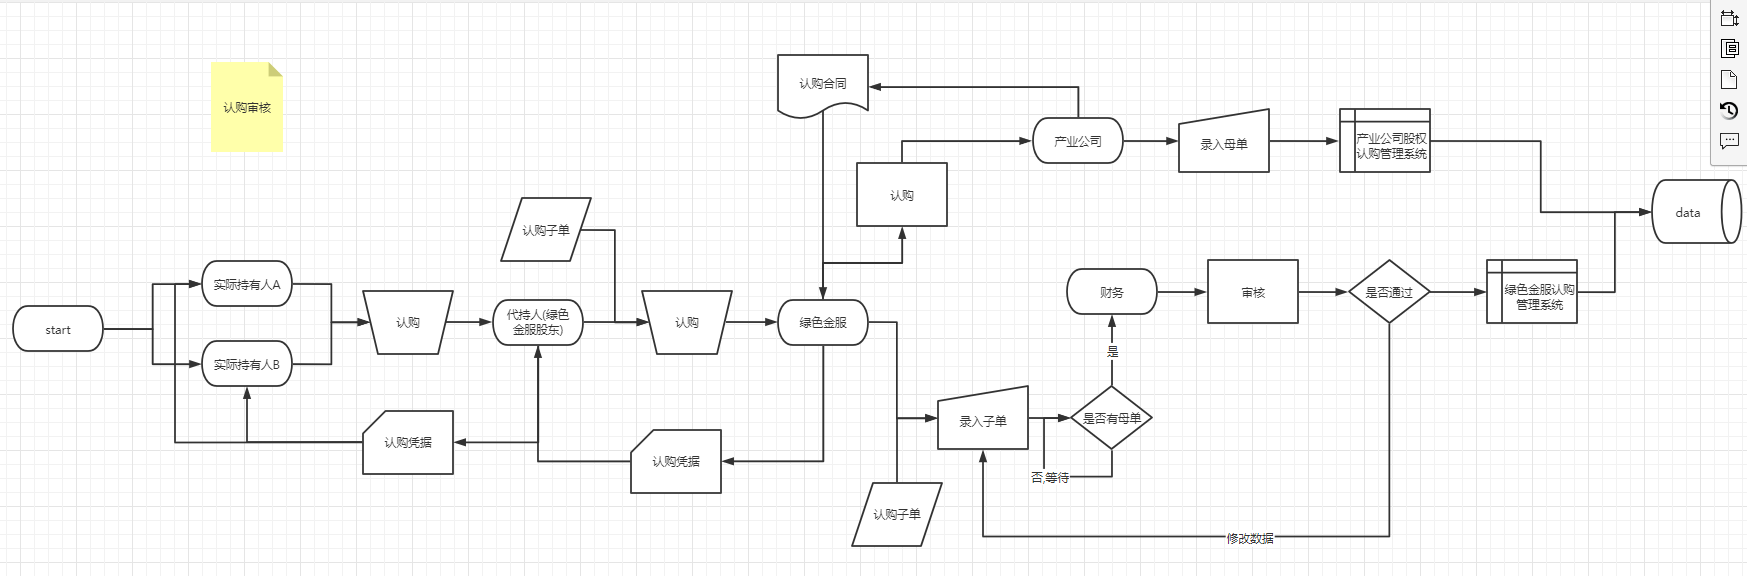 认购审核
认购合同
产业公司
录入母单
产业公司股权
认购管理系统
认购
data
认购子单
实际持有人A
start
实际持有人B
认购
代持人(绿色
金服股东)
认购
绿色金服
财务
审核
是否通过
绿色金服认购
管理系统
是
录入子单
是否有母单
否,等待
认购凭据
认购凭据
认购子单
修改数据